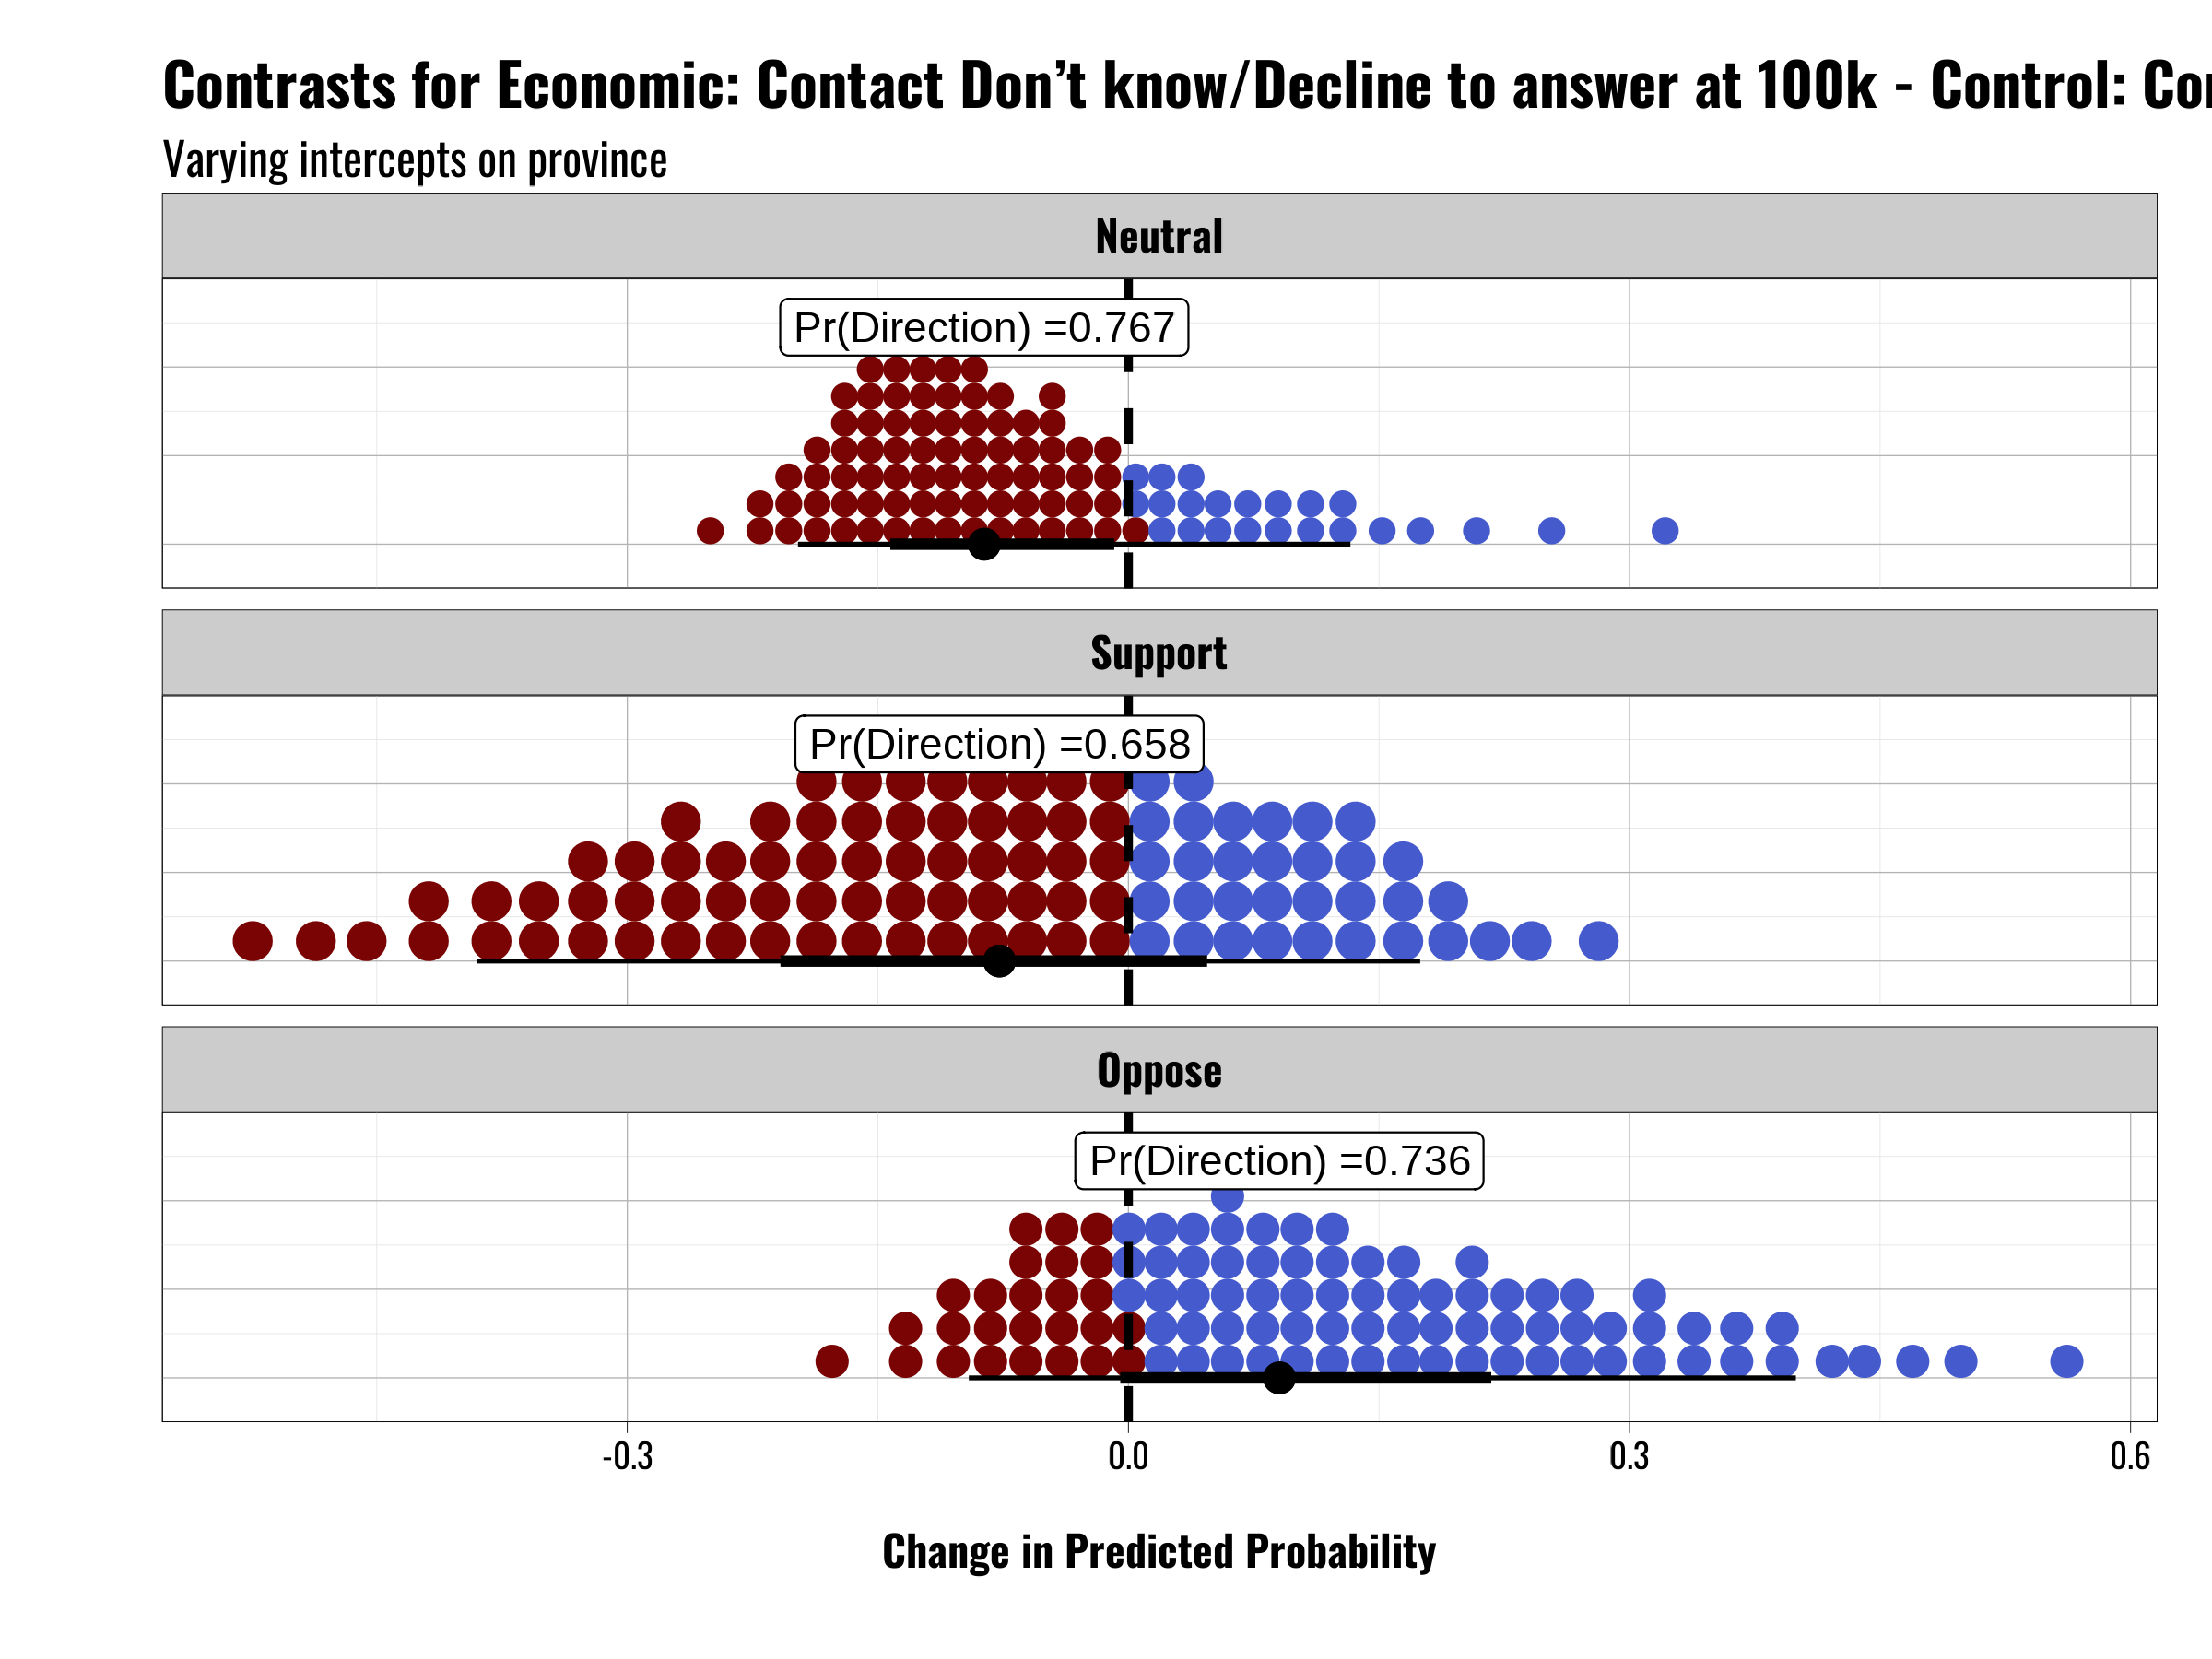 Contrasts for Economic: Contact Don’t know/Decline to answer at 100k - Control:
Varying intercepts on province
Neutral
Pr(Direction) =0.767
Support
Pr(Direction) =0.658
Oppose
Pr(Direction) =0.736
-0.3 0.0 0.3 0.6
Change in Predicted Probability